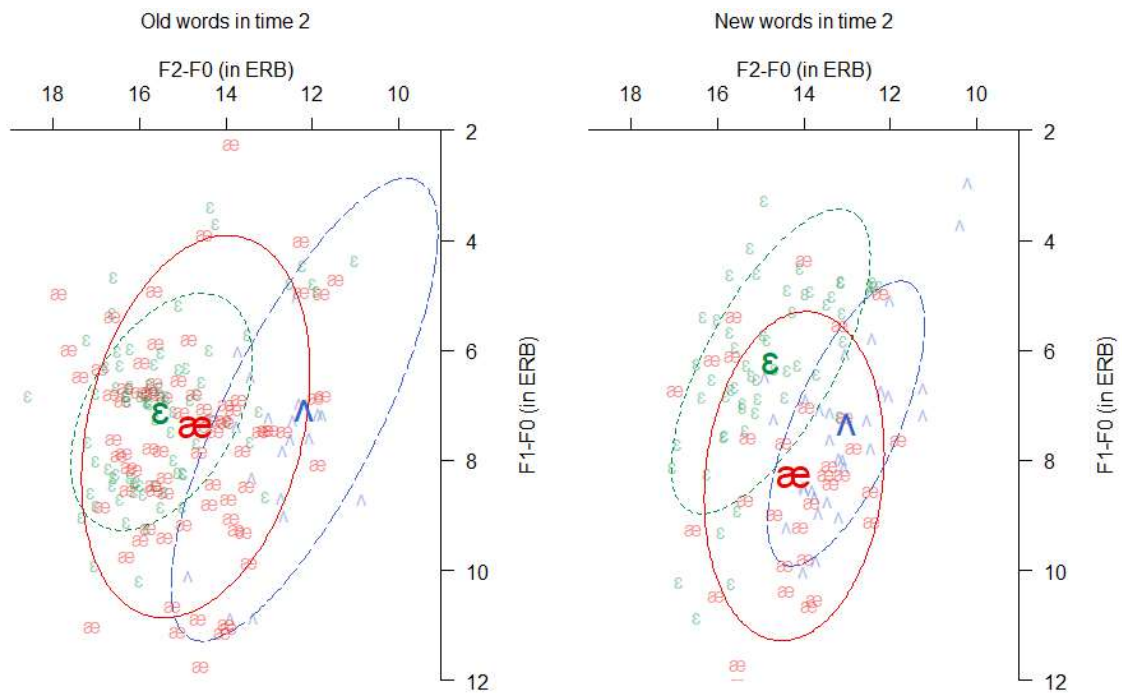 Old words in time 2
F2-F0 (in ERB)
18 16 14 12 10
2
4
6
8
10
12
F1-F0 (in ERB)
ɛ
æ
ʌ
New words in time 2
F2-F0 (in ERB)
18 16 14 12 10
2
4
6
8
10
12
F1-F0 (in ERB)
ɛ
ʌ
æ